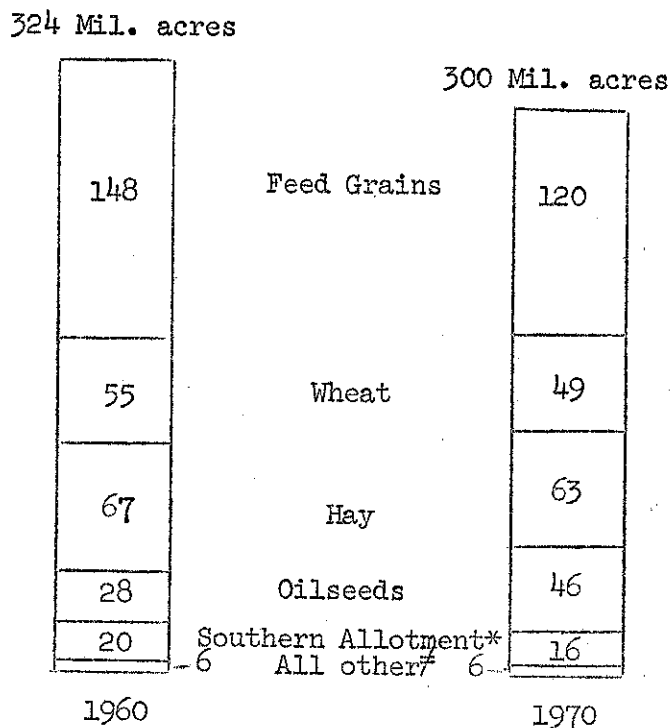 324 Mil. acres
300 Mil. acres
148 Feed Grains 120
55 Wheat 49
67 Hay 63
28 Oilseeds 46
20 Southern Allotment* 16
6 All other≠ 6
1960 1970